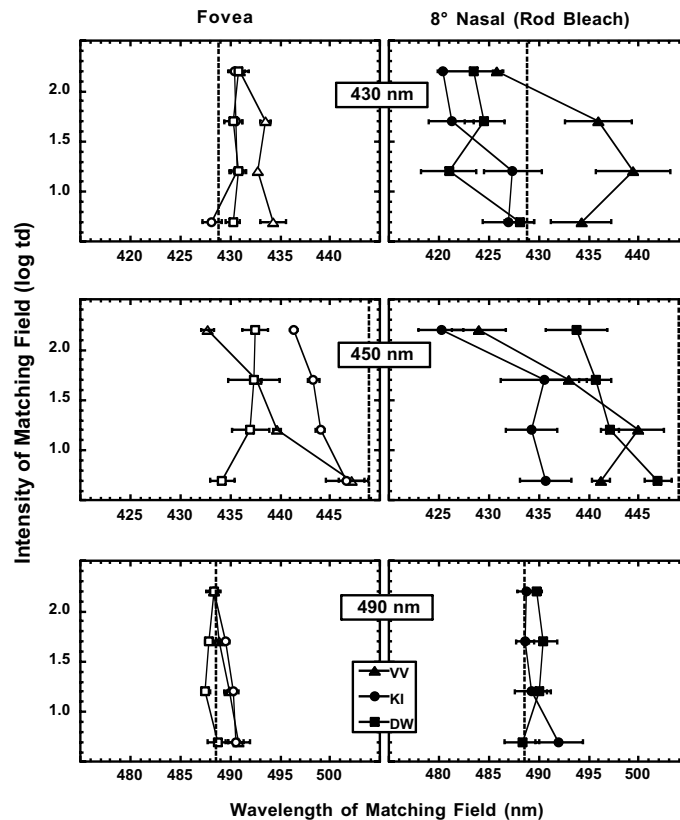 Fovea
8° Nasal (Rod Bleach)
430 nm
2.0
1.5
1.0
420 425 430 435 440
420 425 430 435 440
450 nm
2.0
1.5
1.0
425 430 435 440 445
425 430 435 440 445
490 nm
2.0
1.5
1.0
VV
KI
DW
480 485 490 495 500
480 485 490 495 500
Intensity of Matching Field (log td)
Wavelength of Matching Field (nm)